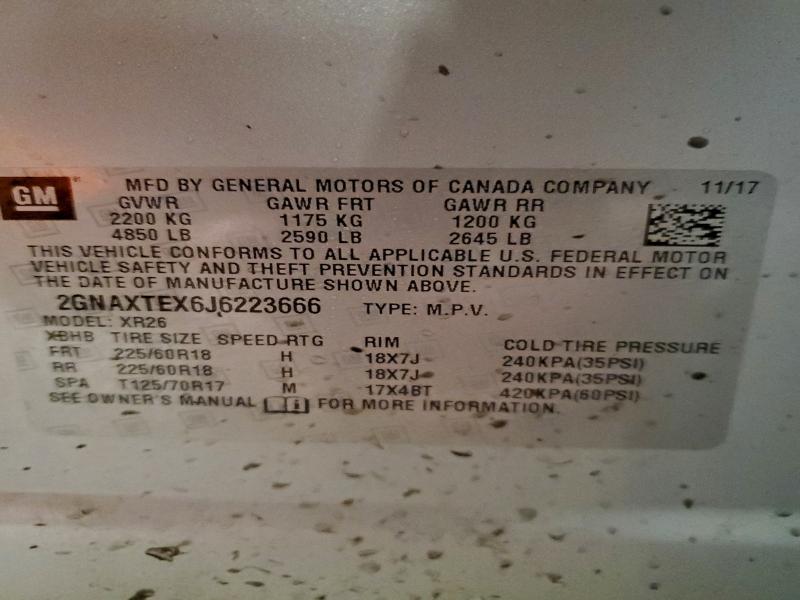 GM
MFD BY GENERAL MOTORS OF CANADA COMPANY 11/17
GVWR GAWR FRT GAWR RR
2200 KG 1175 KG 1200 KG
4850 LB 2590 LB 2645 LB
THIS VEHICLE CONFORMS TO ALL APPLICABLE U.S. FEDERAL MOTOR
VEHICLE SAFETY AND THEFT PREVENTION STANDARDS IN EFFECT ON
THE DATE OF MANUFACTURE SHOWN ABOVE.
2GNAXTEX6J6223666 TYPE: M.P.V.
MODEL: XR26
XBHB TIRE SIZE SPEED RTG RIM COLD TIRE PRESSURE
FRT 225/60R18 H 18X7J 240KPA(35PSI)
RR 225/60R18 H 18X7J 240KPA(35PSI)
SPA T125/70R17 M 17X4BT 420KPA(60PSI)
SEE OWNER'S MANUAL FOR MORE INFORMATION.